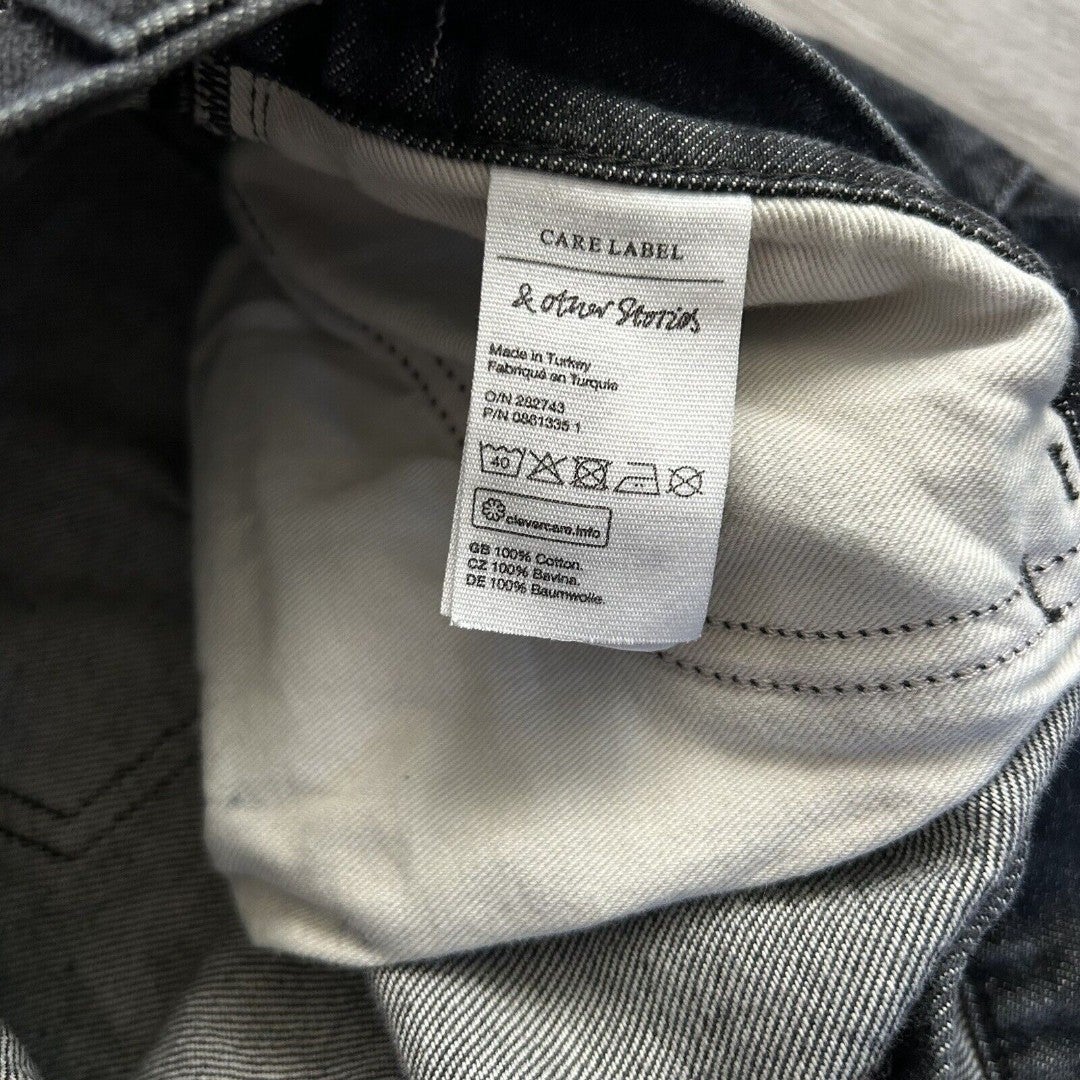 CARE LABEL
& other Stories
Made in Turkey
Fabriqué en Turquie
O/N 282743
P/N 0861335 1
40
clevercare.info
GB 100% Cotton.
CZ 100% Bavlna.
DE 100% Baumwolle.